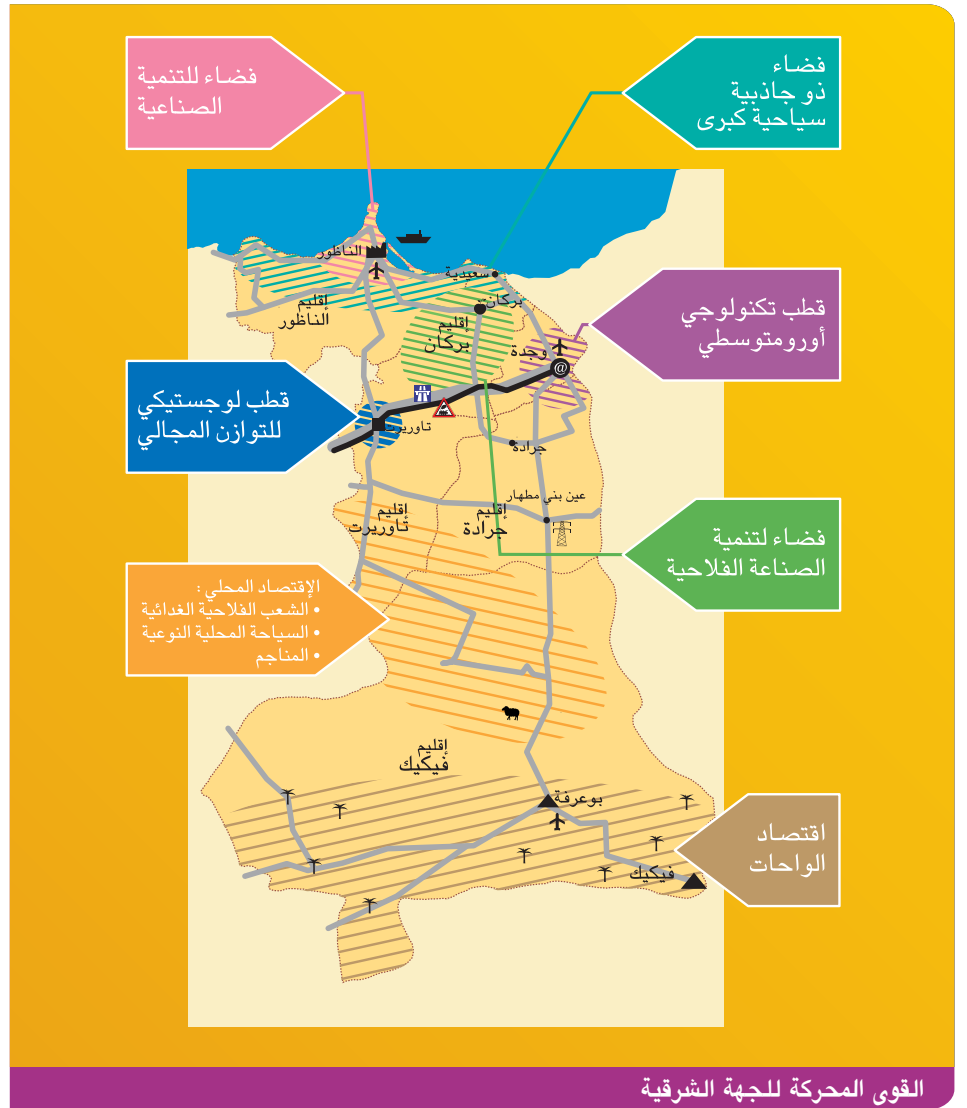 فضاء
ذو جاذبية
سياحية كبرى
فضاء للتنمية
الصناعية
الناظور
سعيدية
بركان
إقليم
الناظور
إقليم
بركان
وجدة
@
قطب تكنولوجي
أورومتوسطي
قطب لوجستيكي
للتوازن المجالي
تاوريرت
جرادة
عين بني مطهار
إقليم
جرادة
إقليم
تاوريرت
فضاء لتنمية
الصناعة الفلاحية
الإقتصاد المحلي :
• الشعب الفلاحية الغدائية
• السياحة المحلية النوعية
• المناجم
إقليم
فيكيك
بوعرفة
فيكيك
اقتصاد
الواحات
القوى المحركة للجهة الشرقية